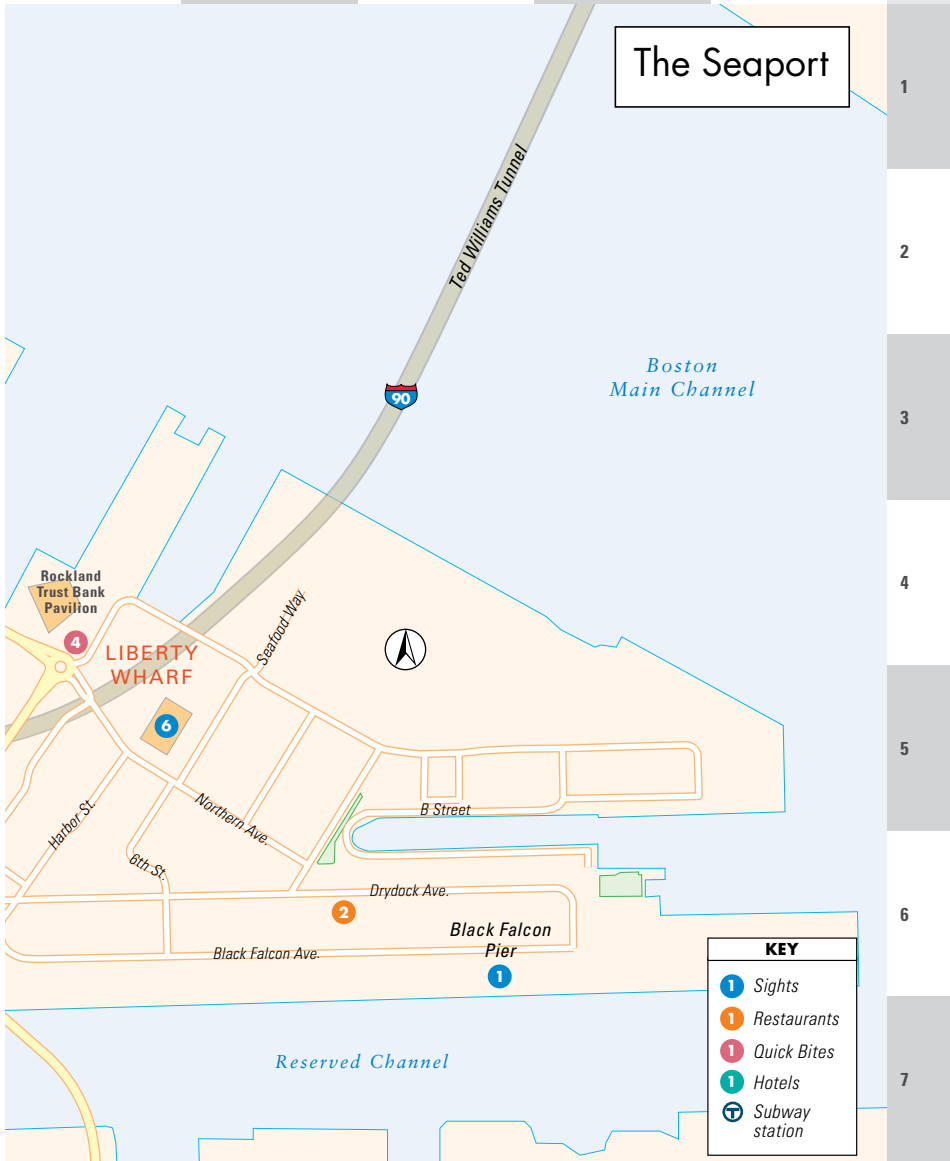 The Seaport
1
2
Ted Williams Tunnel
Boston
Main Channel
90
3
4
Rockland
Trust Bank
Pavilion
4
LIBERTY
WHARF
Seafood Way
6
5
Harbor St.
Northern Ave.
B Street
6th St.
Drydock Ave.
2
6
Black Falcon Ave.
Black Falcon
Pier
1
Reserved Channel
7
KEY
1 Sights
1 Restaurants
1 Quick Bites
1 Hotels
T Subway
station